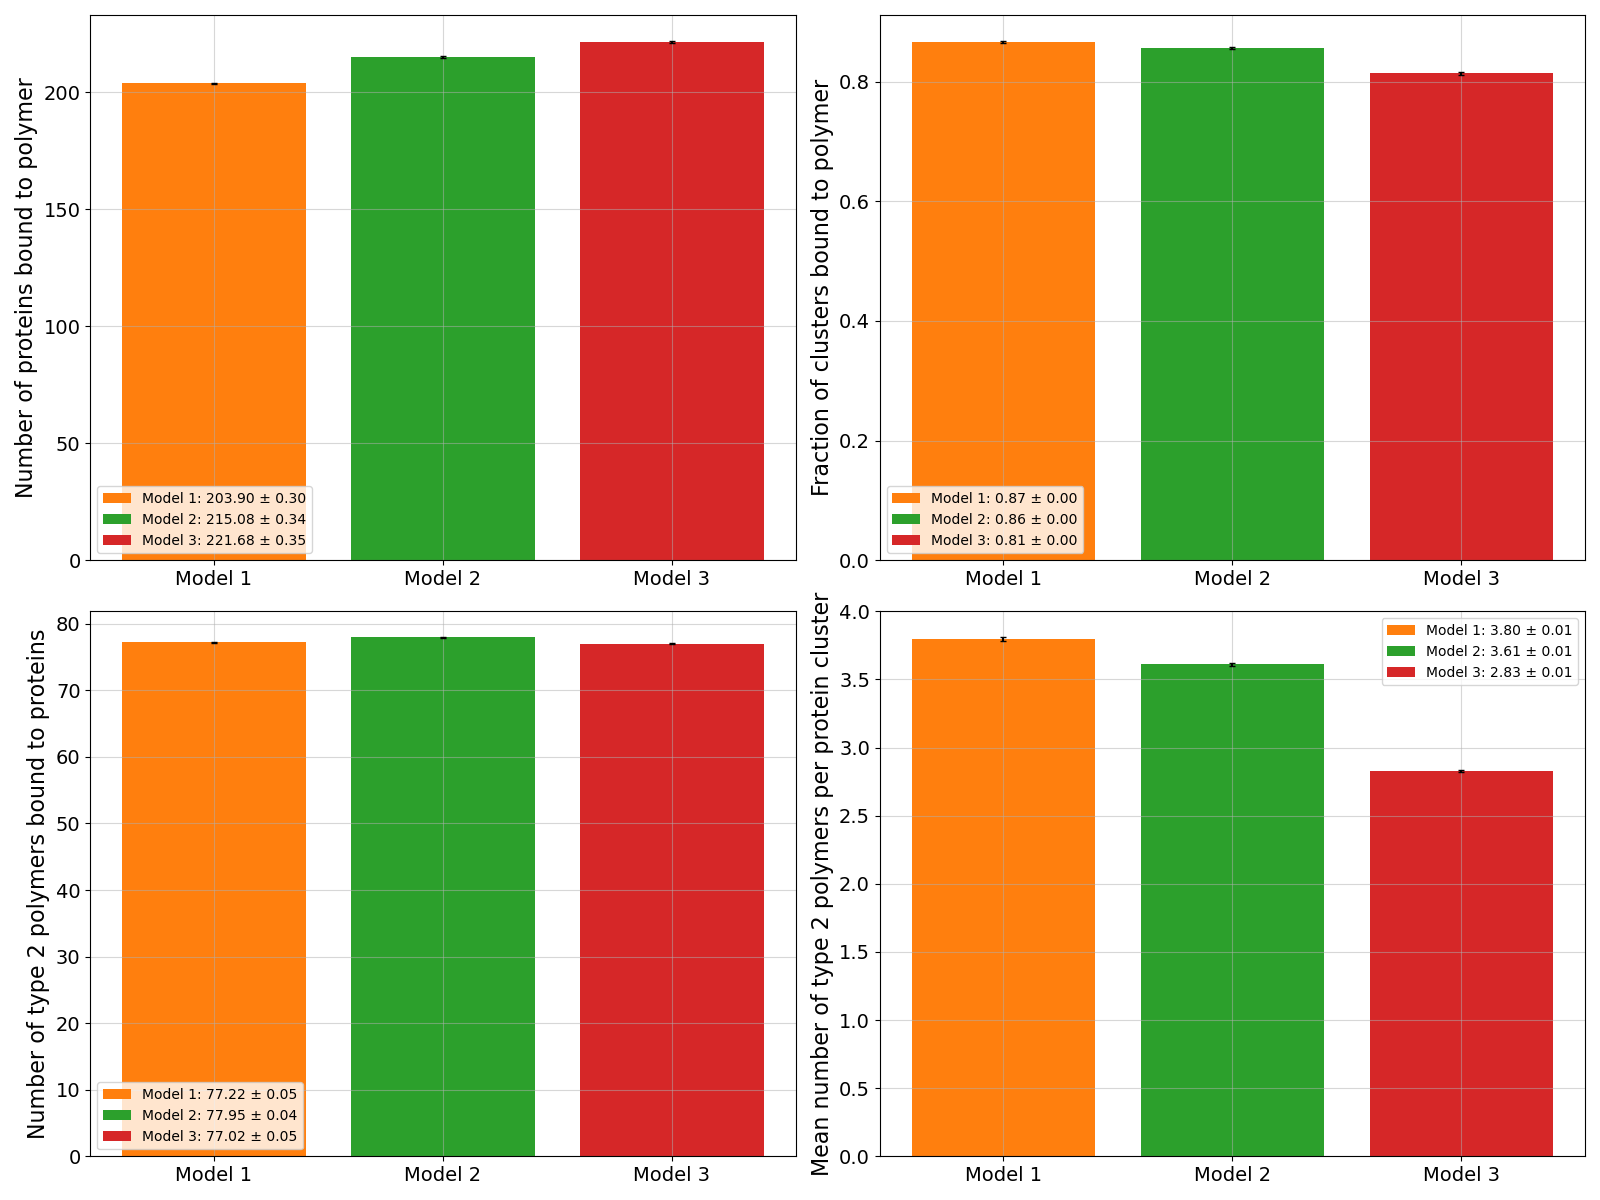 Number of proteins bound to polymer
200
150
100
50
0
Model 1: 203.90 ± 0.30
Model 2: 215.08 ± 0.34
Model 3: 221.68 ± 0.35
Model 1 Model 2 Model 3
Fraction of clusters bound to polymer
0.8
0.6
0.4
0.2
0.0
Model 1: 0.87 ± 0.00
Model 2: 0.86 ± 0.00
Model 3: 0.81 ± 0.00
Model 1 Model 2 Model 3
Number of type 2 polymers bound to proteins
80
70
60
50
40
30
20
10
0
Model 1: 77.22 ± 0.05
Model 2: 77.95 ± 0.04
Model 3: 77.02 ± 0.05
Model 1 Model 2 Model 3
Mean number of type 2 polymers per protein cluster
4.0
3.5
3.0
2.5
2.0
1.5
1.0
0.5
0.0
Model 1: 3.80 ± 0.01
Model 2: 3.61 ± 0.01
Model 3: 2.83 ± 0.01
Model 1 Model 2 Model 3